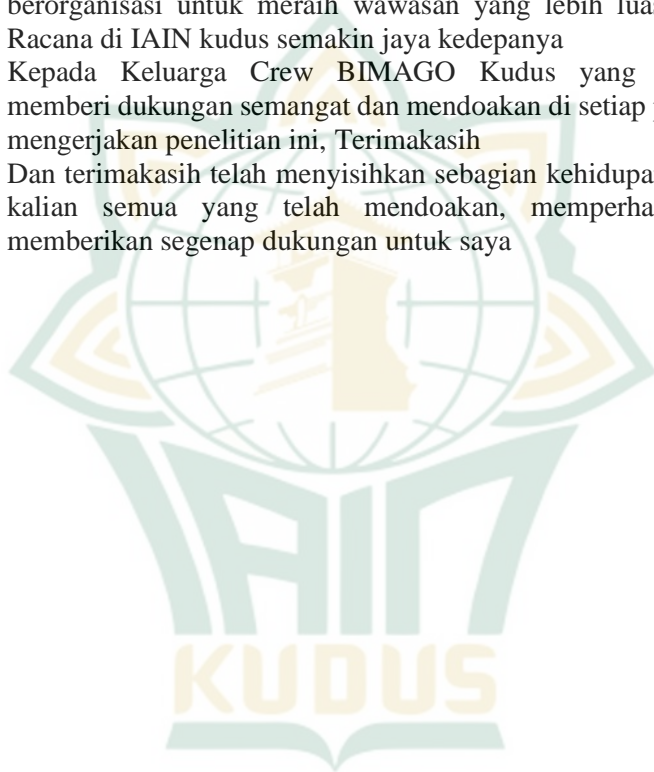 berorganisasi untuk meraih wawasan yang lebih luas
Racana di IAIN kudus semakin jaya kedepanya
Kepada Keluarga Crew BIMAGO Kudus yang
memberi dukungan semangat dan mendoakan di setiap
mengerjakan penelitian ini, Terimakasih
Dan terimakasih telah menyisihkan sebagian kehidupa
kalian semua yang telah mendoakan, memperha
memberikan segenap dukungan untuk saya
IAIN
KUDUS